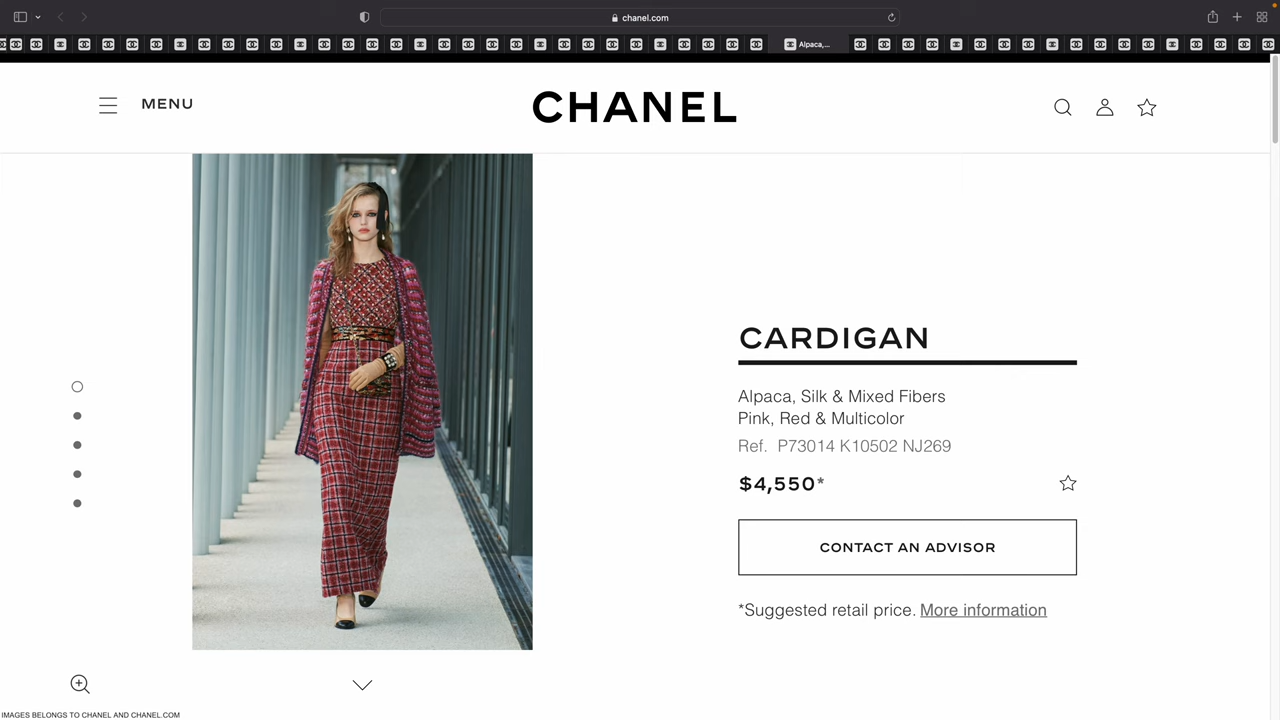 chanel.com
Alpaca,...
MENU
CHANEL
CARDIGAN
Alpaca, Silk & Mixed Fibers
Pink, Red & Multicolor
Ref. P73014 K10502 NJ269
$4,550*
CONTACT AN ADVISOR
*Suggested retail price. More information
IMAGES BELONGS TO CHANEL AND CHANEL.COM